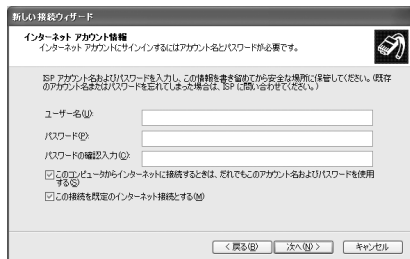 新しい接続ウィザード
インターネット アカウント情報
インターネット アカウントにサインインするにはアカウント名とパスワードが必要です。
ISP アカウント名およびパスワードを入力し、この情報を書き留めてから安全な場所に保管してください。(既存
のアカウント名またはパスワードを忘れてしまった場合は、ISP に問い合わせてください。)
ユーザー名(U):
パスワード(P):
パスワードの確認入力(C):
このコンピュータからインターネットに接続するときは、だれでもこのアカウント名およびパスワードを使用
する(S)
この接続を既定のインターネット接続とする(M)
< 戻る(B)
次へ(N) >
キャンセル